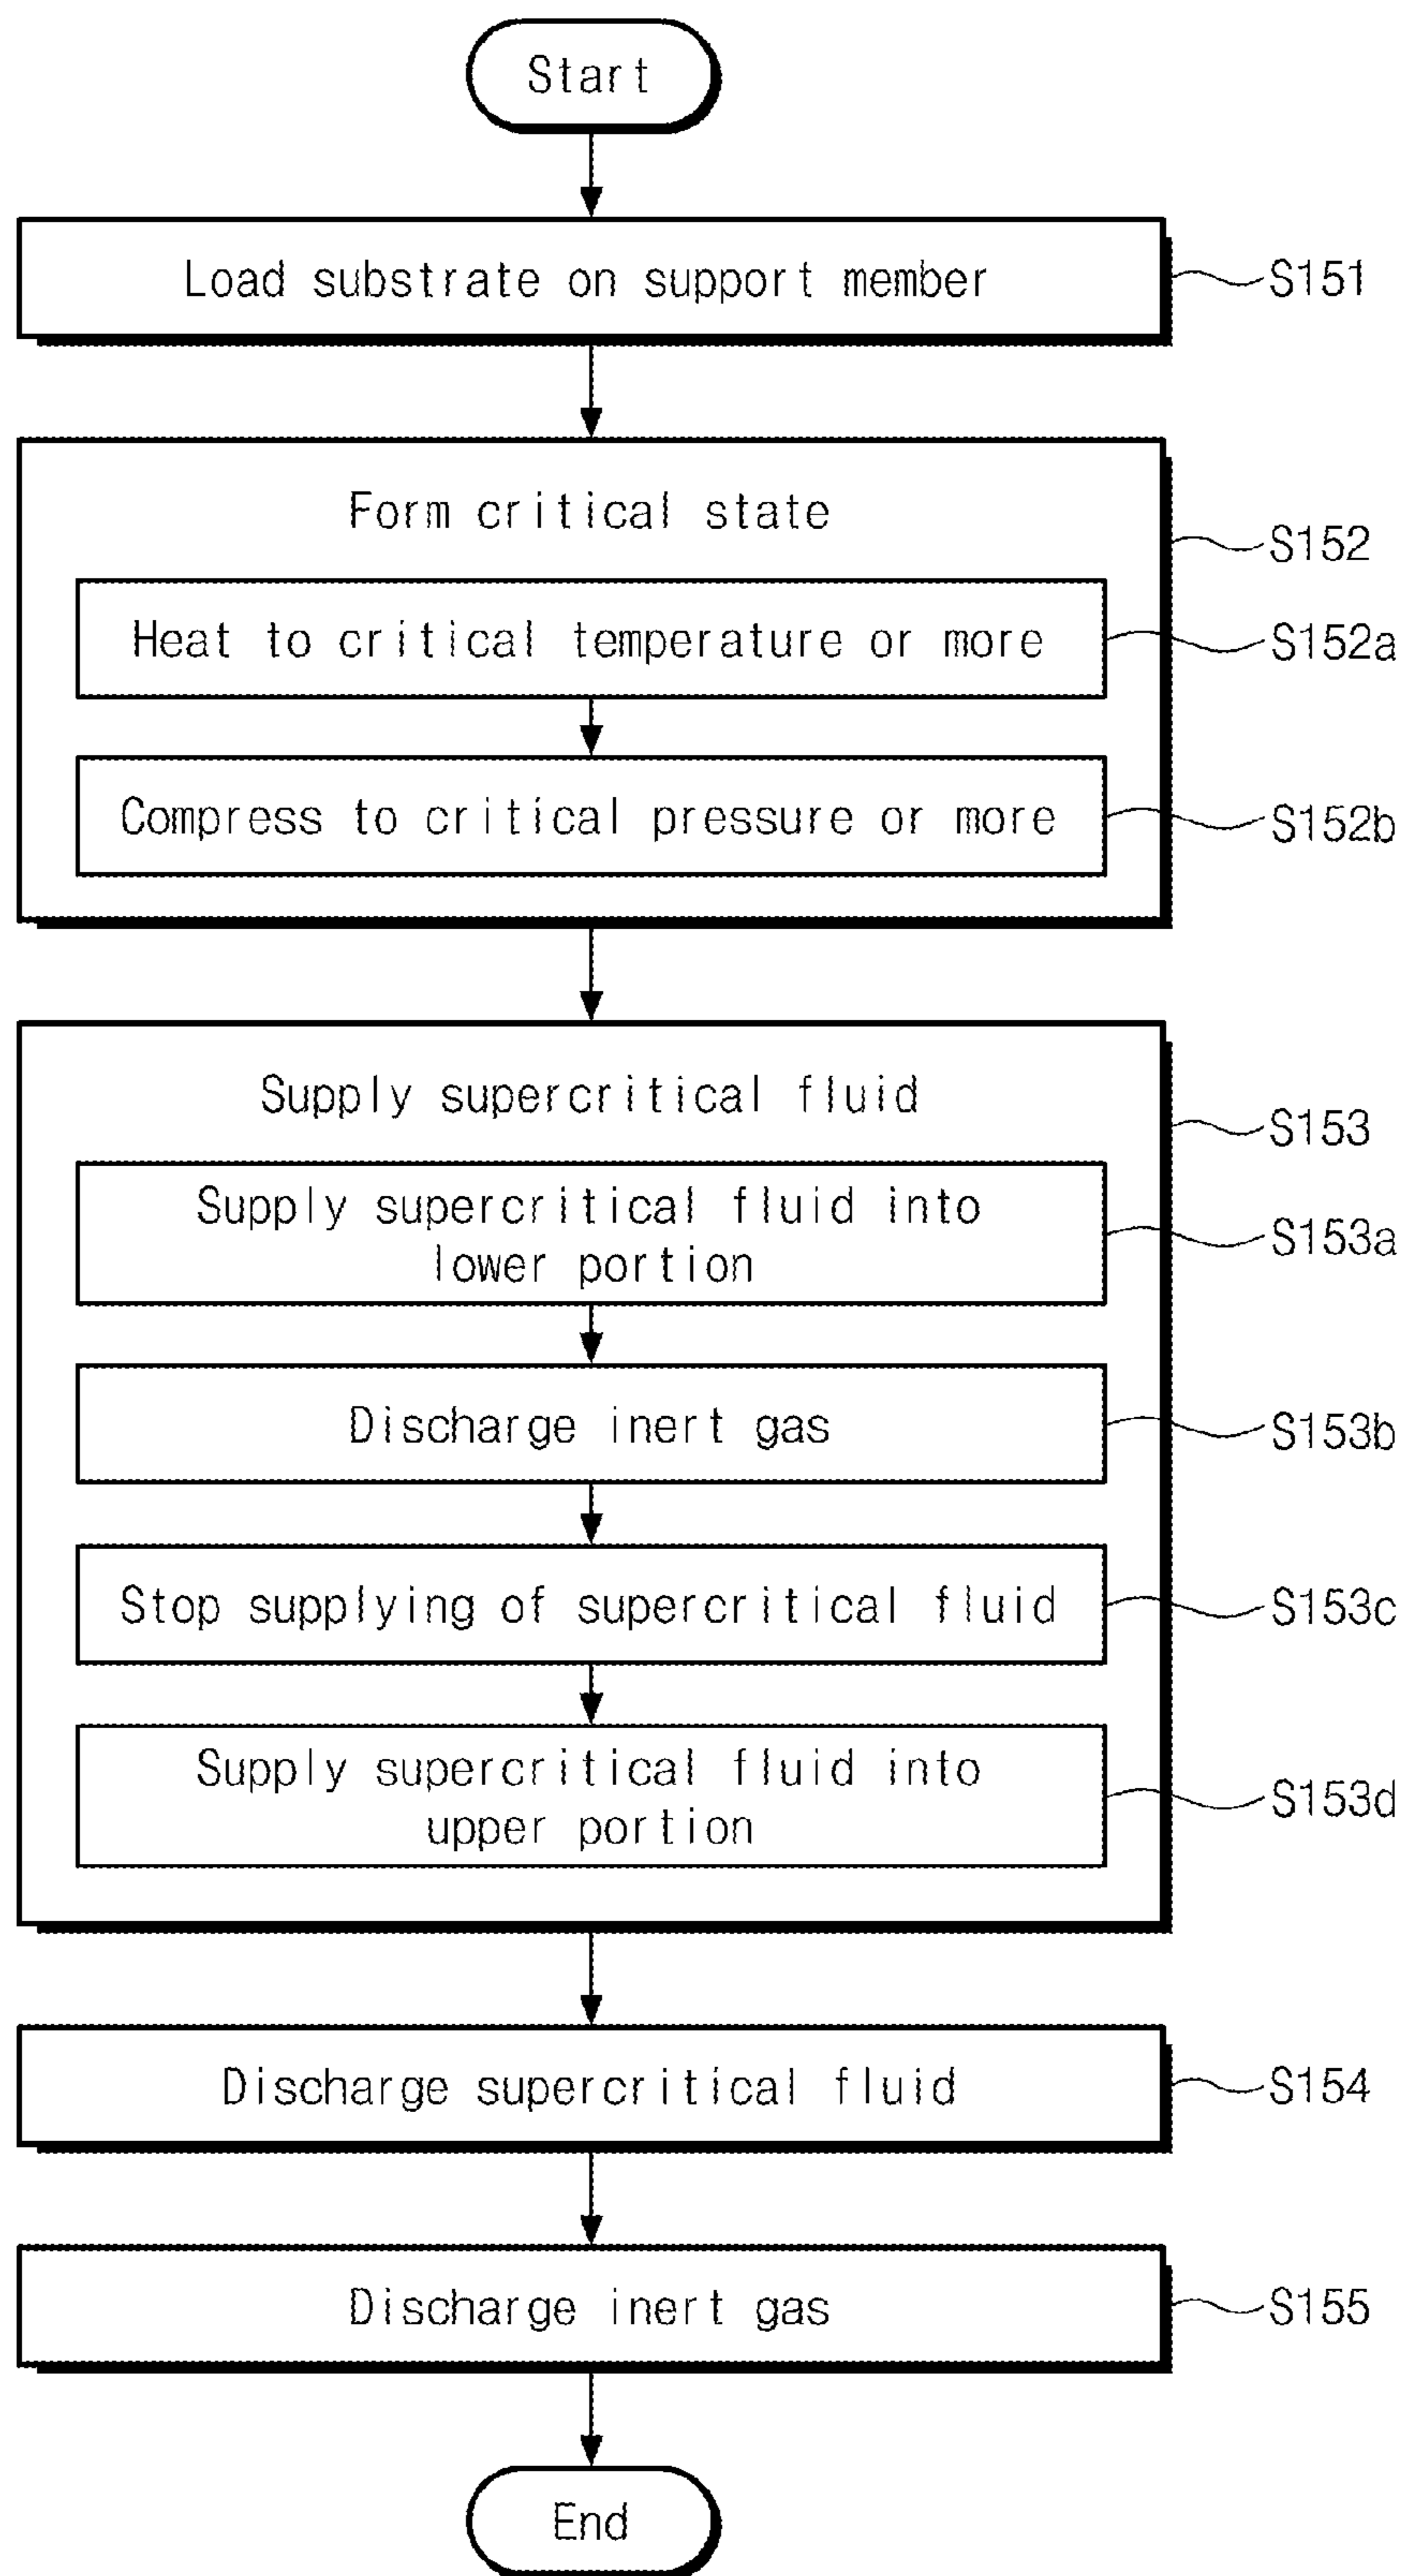 Start
Load substrate on support member
S151
Form critical state
S152
Heat to critical temperature or more
S152a
Compress to critical pressure or more
S152b
Supply supercritical fluid
S153
Supply supercritical fluid into
lower portion
S153a
Discharge inert gas
S153b
Stop supplying of supercritical fluid
S153c
Supply supercritical fluid into
upper portion
S153d
Discharge supercritical fluid
S154
Discharge inert gas
S155
End